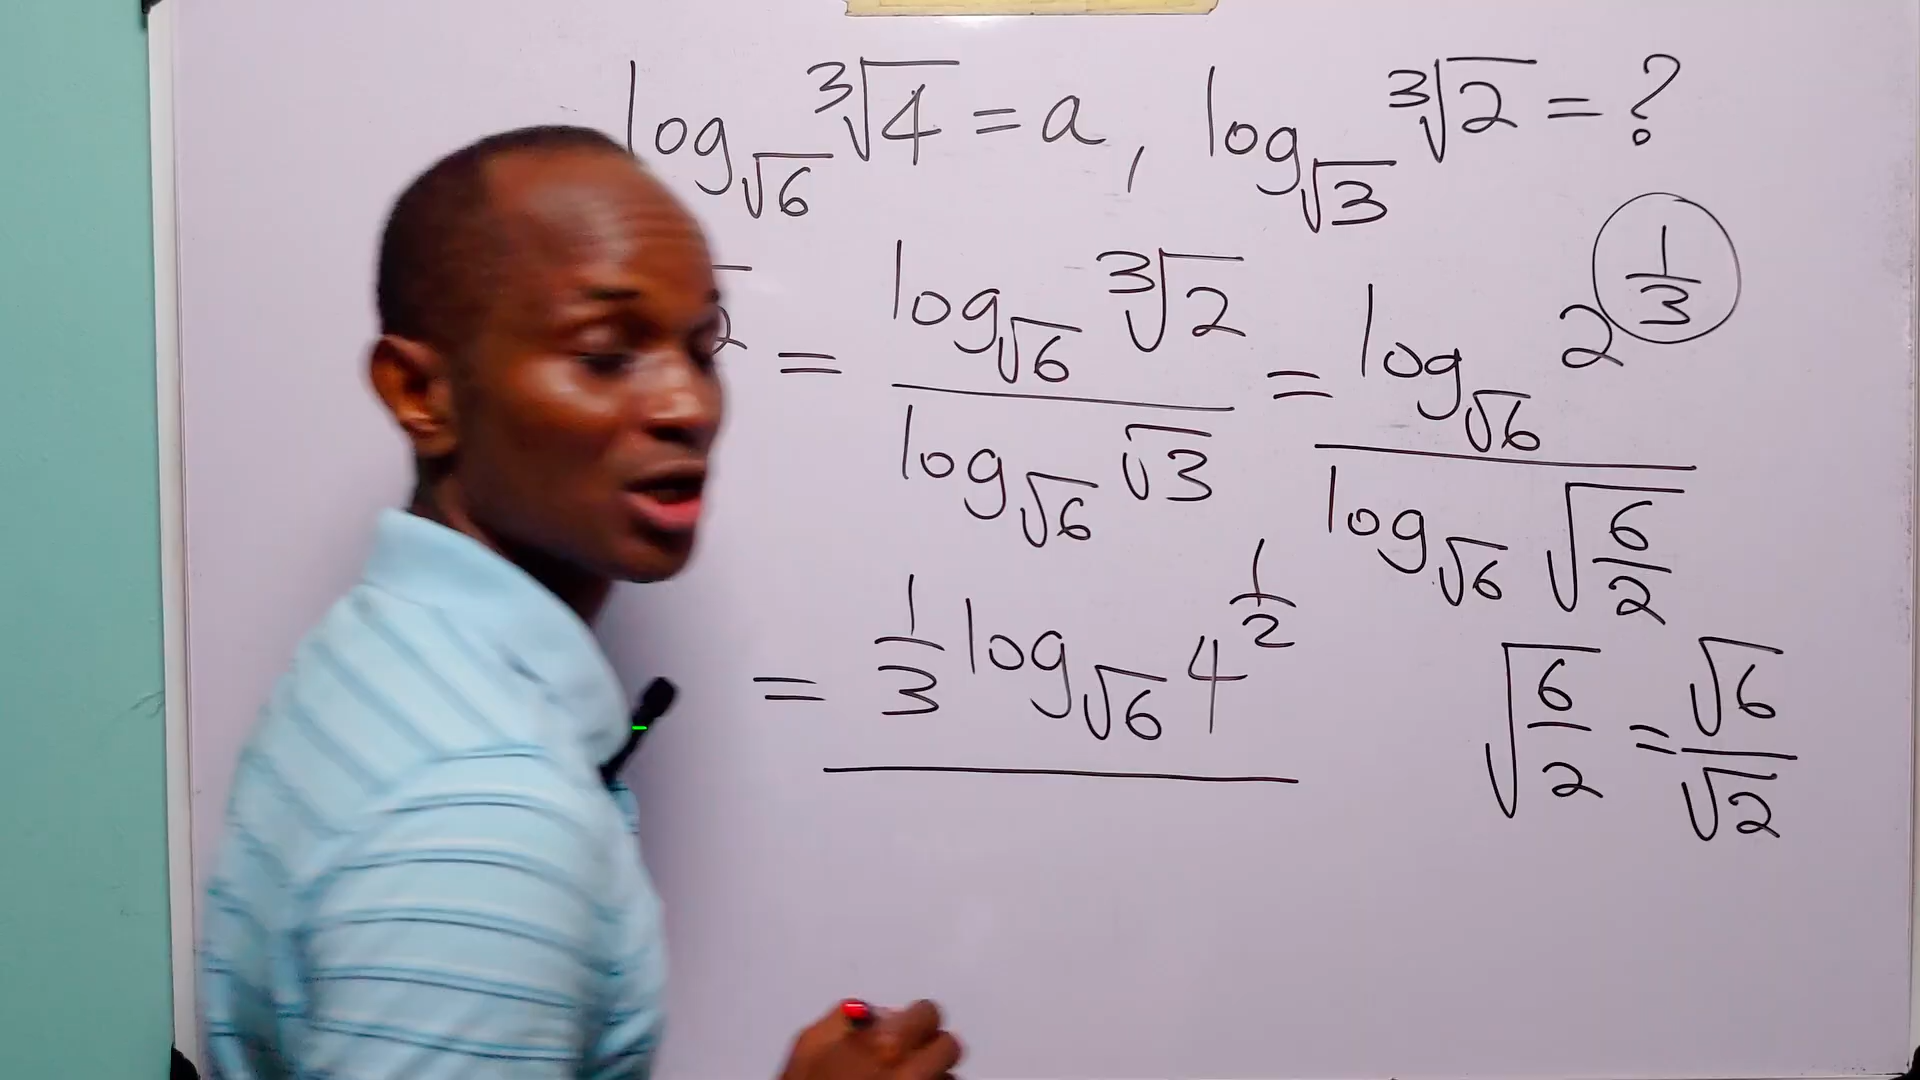 log_√6 ∛4 = a, log_√3 ∛2 = ?
2 = (log_√6 ∛2)/(log_√6 √3) = (log_√6 2^(1/3))/(log_√6 √(6/2))
= (1/3 log_√6 4^(1/2))/
√(6/2) = √6/√2